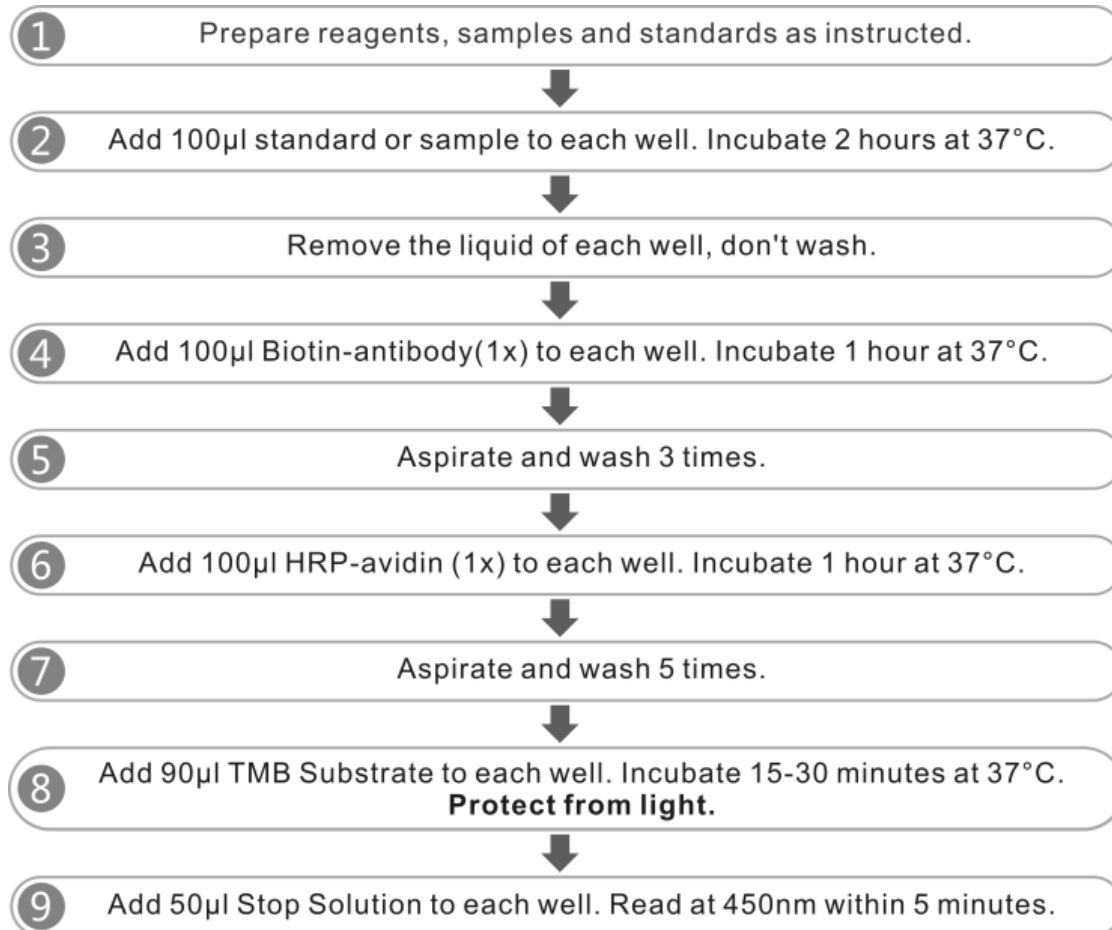 1 Prepare reagents, samples and standards as instructed.
2 Add 100µl standard or sample to each well. Incubate 2 hours at 37°C.
3 Remove the liquid of each well, don't wash.
4 Add 100µl Biotin-antibody(1x) to each well. Incubate 1 hour at 37°C.
5 Aspirate and wash 3 times.
6 Add 100µl HRP-avidin (1x) to each well. Incubate 1 hour at 37°C.
7 Aspirate and wash 5 times.
8 Add 90µl TMB Substrate to each well. Incubate 15-30 minutes at 37°C.
Protect from light.
9 Add 50µl Stop Solution to each well. Read at 450nm within 5 minutes.